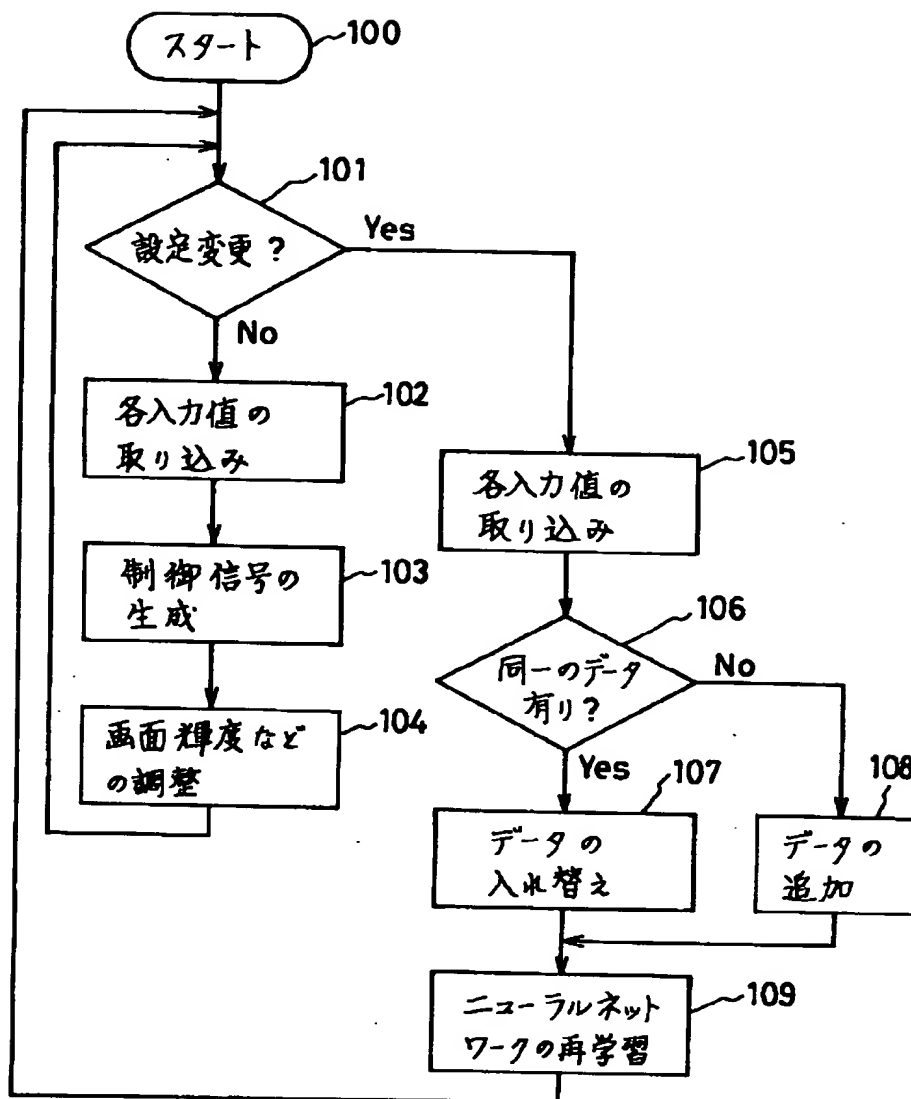 スタート
100
101
設定変更?
Yes
No
102
各入力値の
取り込み
105
各入力値の
取り込み
103
制御信号の
生成
106
同一のデータ
有り?
No
Yes
104
画面輝度など
の調整
107
データの
入れ替え
108
データの
追加
109
ニューラルネット
ワークの再学習